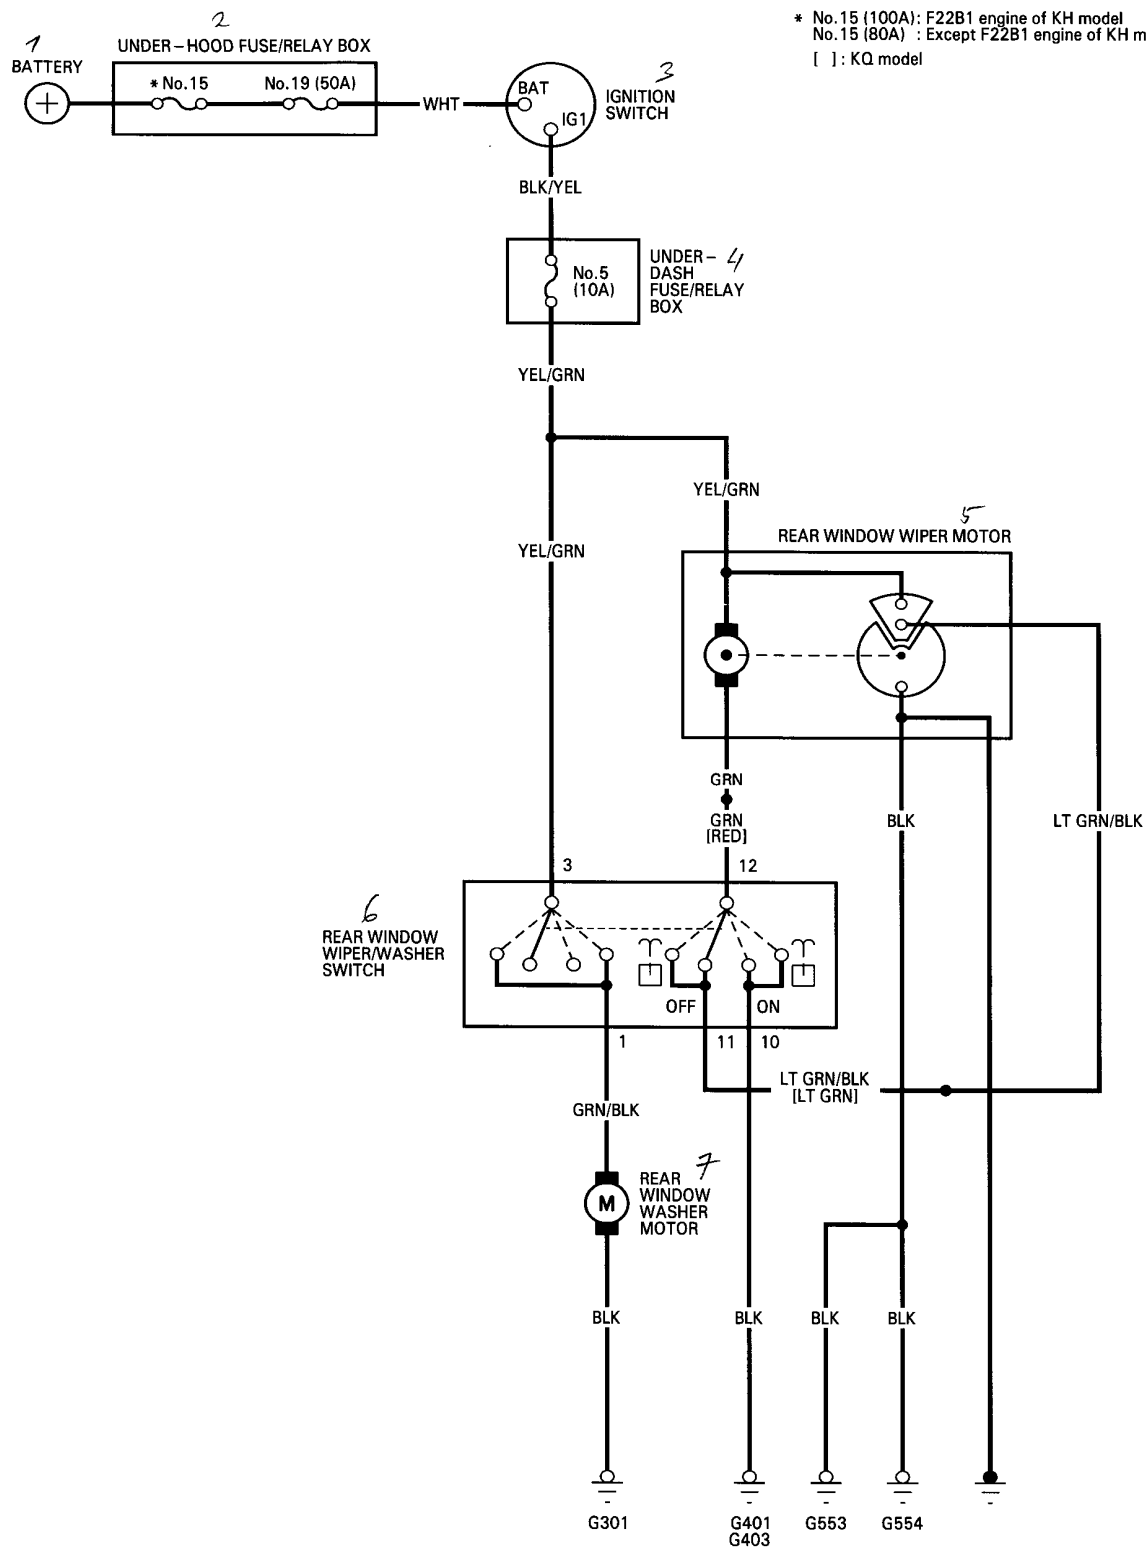 * No.15 (100A): F22B1 engine of KH model
No.15 (80A) : Except F22B1 engine of KH m
[ ]: KQ model
2
UNDER-HOOD FUSE/RELAY BOX
1
BATTERY
* No.15
No.19 (50A)
WHT
BAT
IG1
3
IGNITION
SWITCH
BLK/YEL
No.5
(10A)
UNDER- 4
DASH
FUSE/RELAY
BOX
YEL/GRN
YEL/GRN
YEL/GRN
5
REAR WINDOW WIPER MOTOR
GRN
GRN
[RED]
BLK
LT GRN/BLK
3
12
6
REAR WINDOW
WIPER/WASHER
SWITCH
OFF
ON
1
11
10
LT GRN/BLK
[LT GRN]
GRN/BLK
M
REAR 7
WINDOW
WASHER
MOTOR
BLK
BLK
BLK
BLK
G301
G401
G403
G553
G554